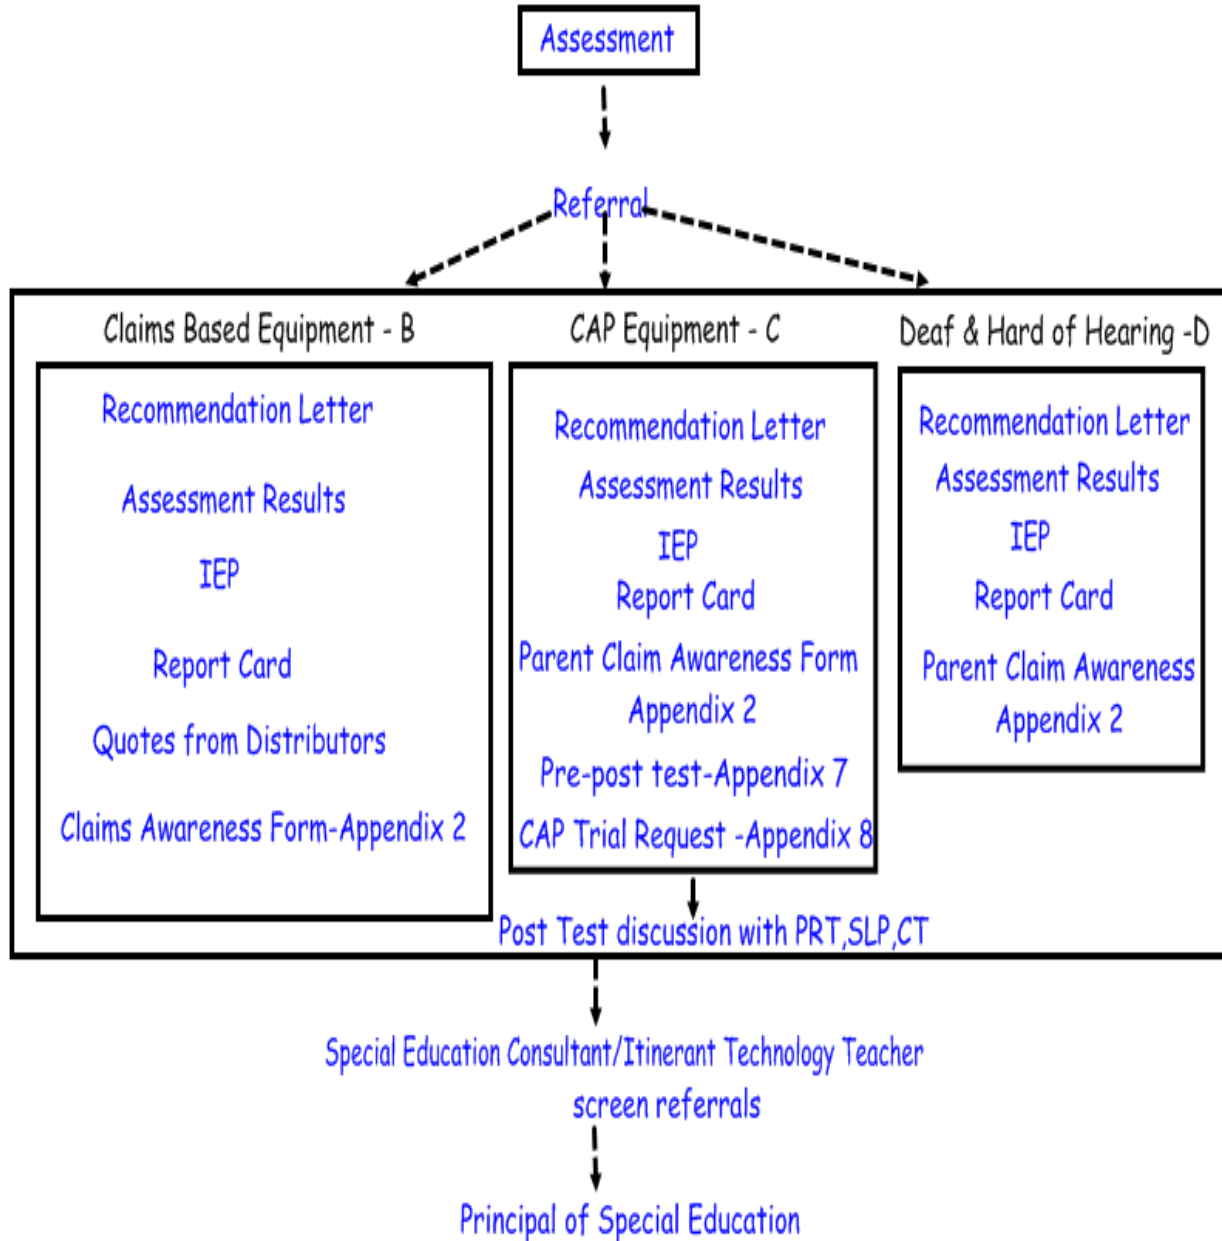 Assessment
Referral
Claims Based Equipment - B
Recommendation Letter
Assessment Results
IEP
Report Card
Quotes from Distributors
Claims Awareness Form-Appendix 2
CAP Equipment - C
Recommendation Letter
Assessment Results
IEP
Report Card
Parent Claim Awareness Form
Appendix 2
Pre-post test-Appendix 7
CAP Trial Request -Appendix 8
Post Test discussion with PRT,SLP,CT
Deaf & Hard of Hearing -D
Recommendation Letter
Assessment Results
IEP
Report Card
Parent Claim Awareness
Appendix 2
Special Education Consultant/Itinerant Technology Teacher
screen referrals
Principal of Special Education